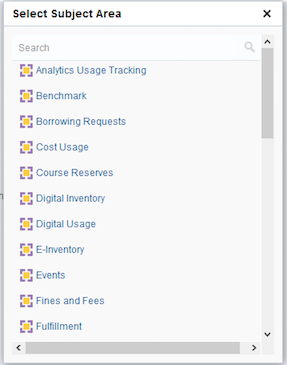 Select Subject Area
Search
Analytics Usage Tracking
Benchmark
Borrowing Requests
Cost Usage
Course Reserves
Digital Inventory
Digital Usage
E-Inventory
Events
Fines and Fees
Fulfillment